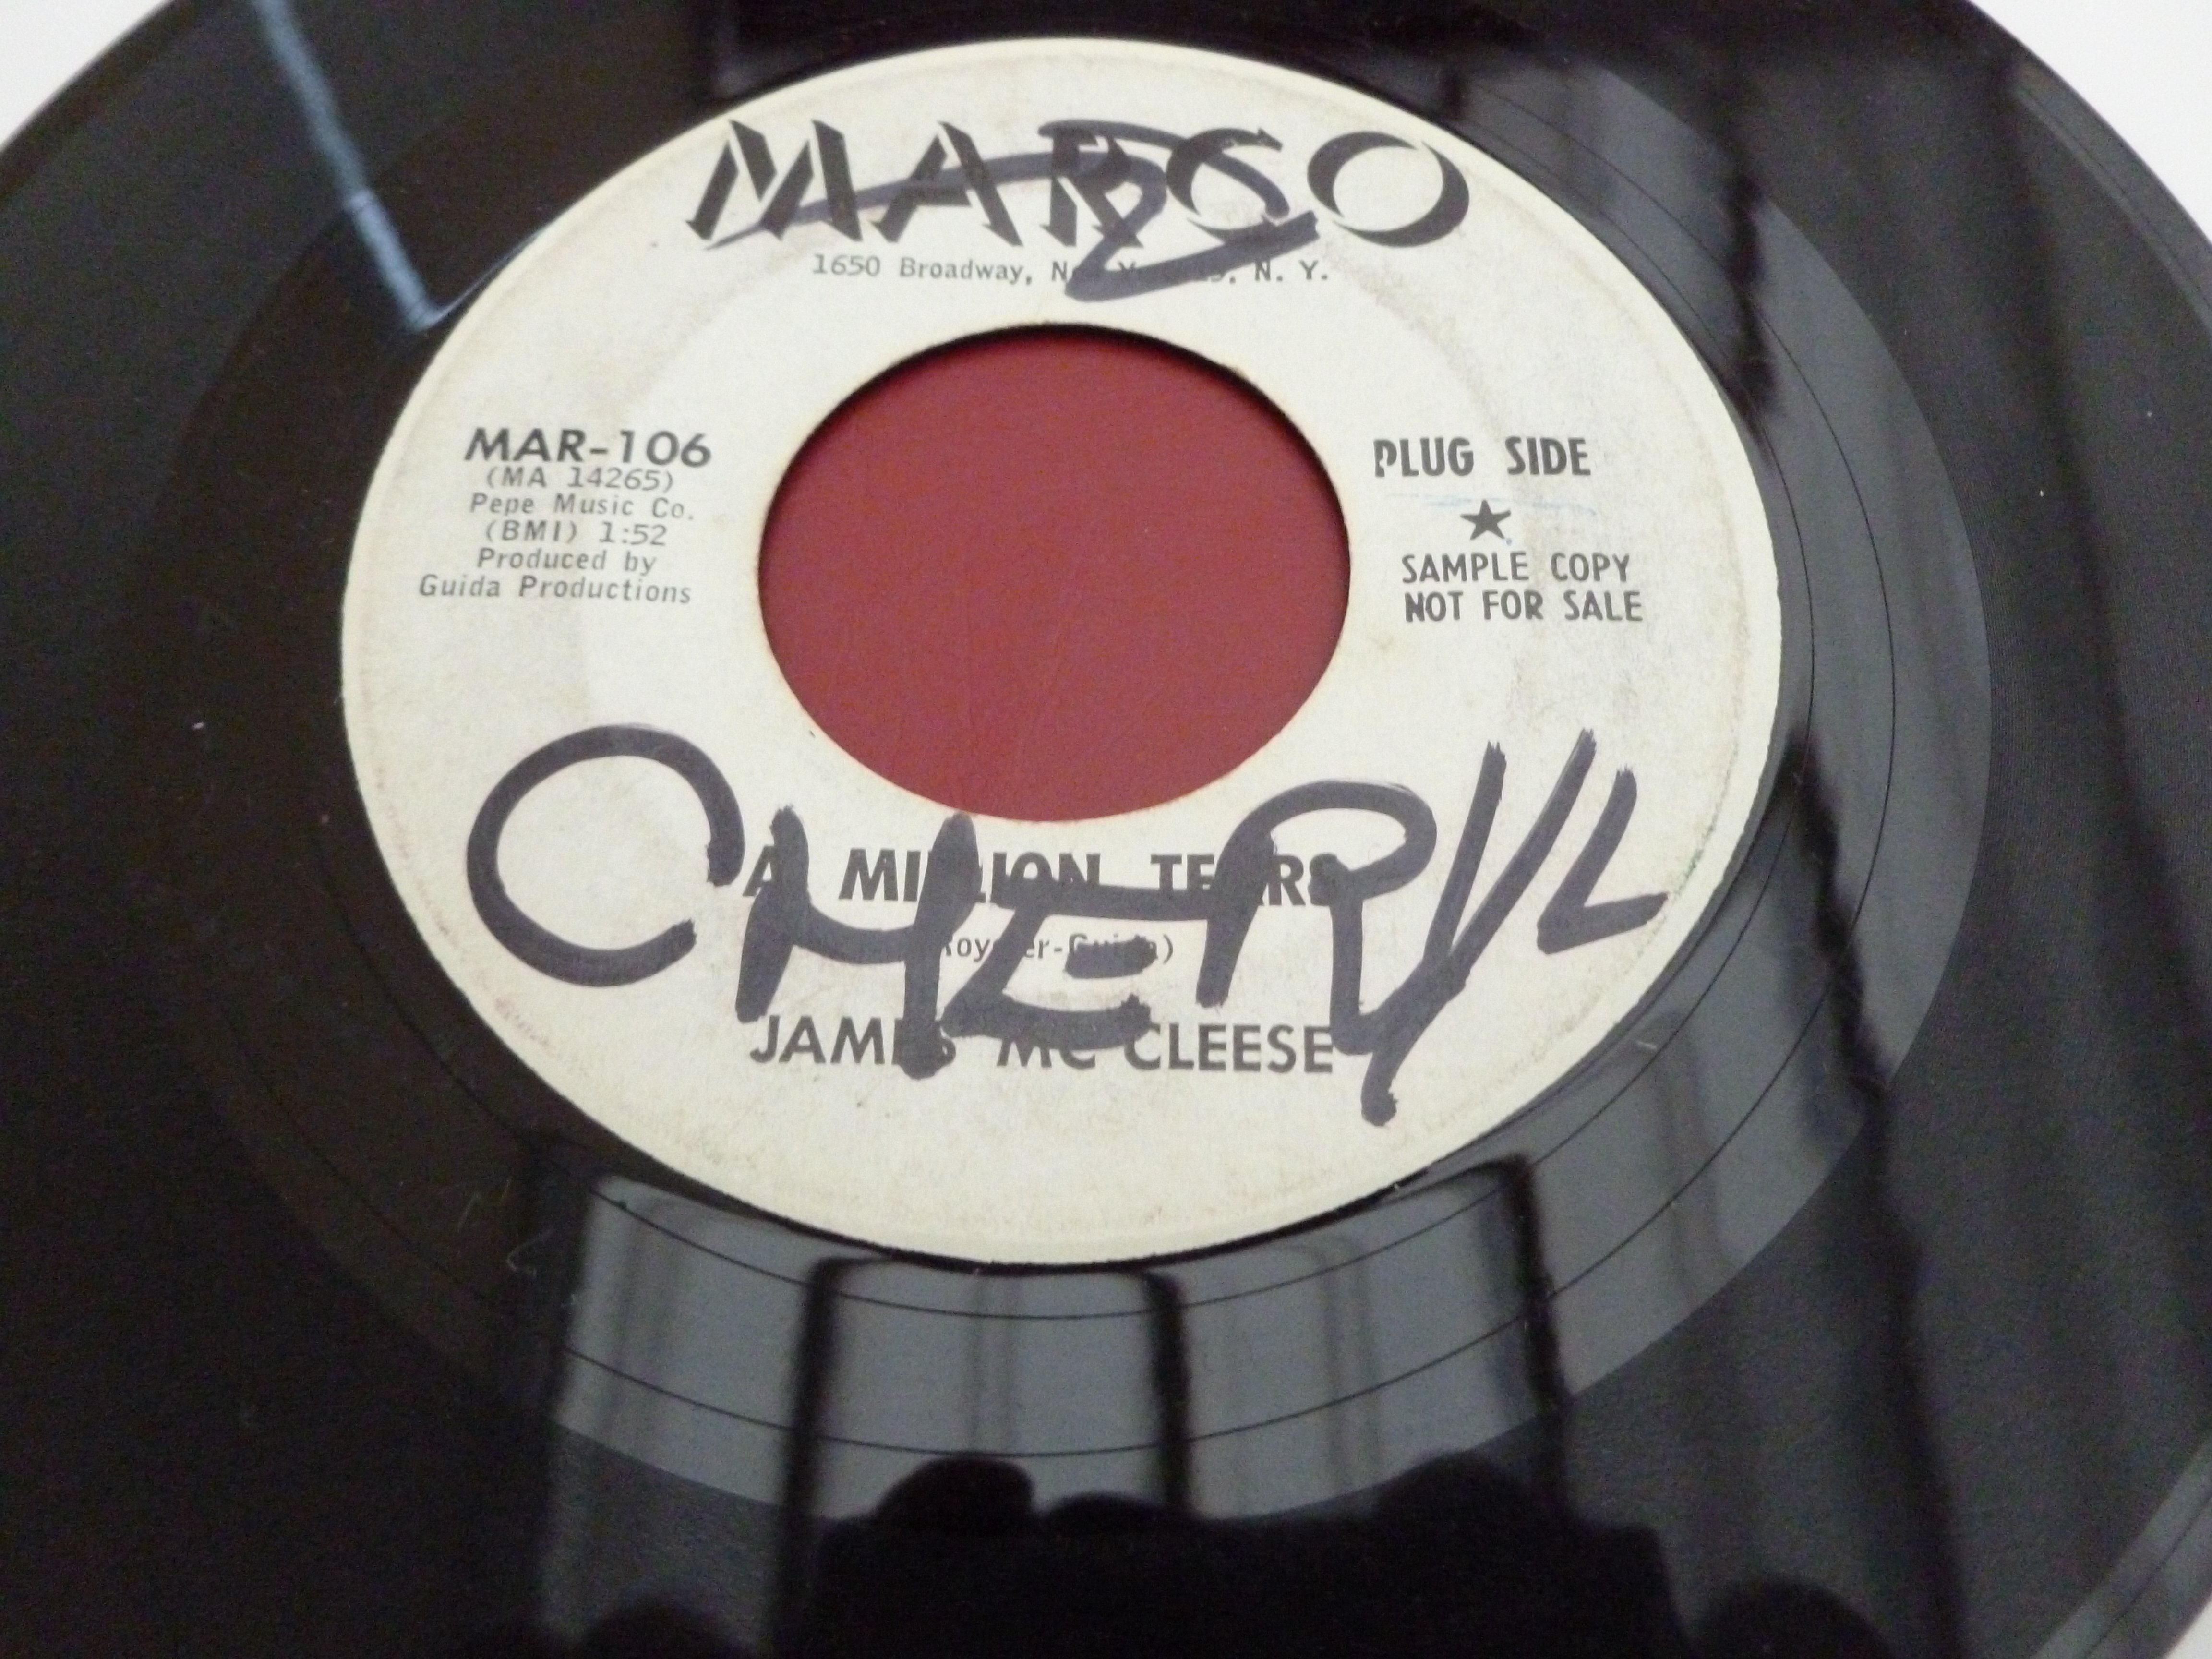 MARCO
1650 Broadway, N. Y.
MAR-106
(MA 14265)
Pepe Music Co.
(BMI) 1:52
Produced by
Guida Productions
PLUG SIDE
★
SAMPLE COPY
NOT FOR SALE
CHERYL
A MILLION TEARS
JAMES MC CLEESE